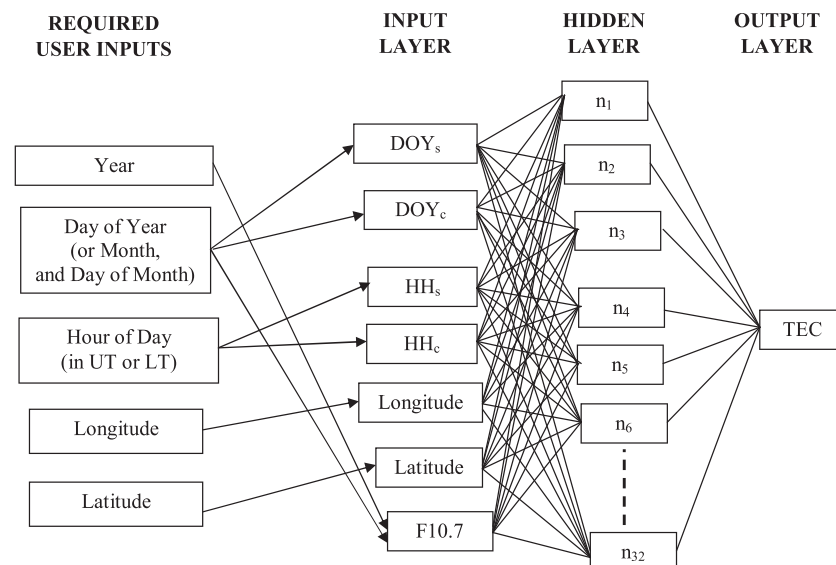 REQUIRED
USER INPUTS
INPUT
LAYER
HIDDEN
LAYER
OUTPUT
LAYER
Year
Day of Year
(or Month,
and Day of Month)
Hour of Day
(in UT or LT)
Longitude
Latitude
DOYₛ
DOY꜀
HHₛ
HH꜀
Longitude
Latitude
F10.7
n₁
n₂
n₃
n₄
n₅
n₆
n₃₂
TEC